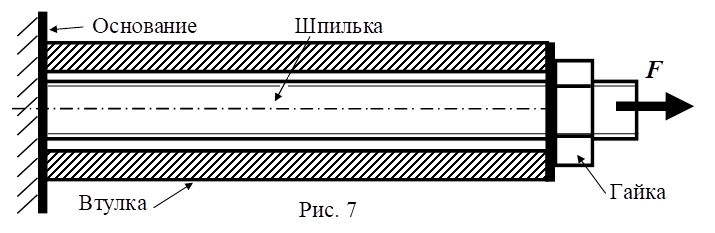 Основание
Шпилька
F
Втулка
Гайка
Рис. 7